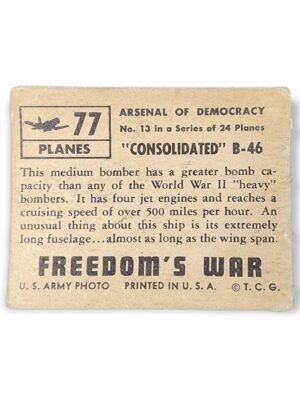 77
PLANES
ARSENAL OF DEMOCRACY
No. 13 in a Series of 24 Planes
"CONSOLIDATED" B-46
This medium bomber has a greater bomb ca-
pacity than any of the World War II "heavy"
bombers. It has four jet engines and reaches a
cruising speed of over 500 miles per hour. An
unusual thing about this ship is its extremely
long fuselage...almost as long as the wing span.
FREEDOM'S WAR
U. S. ARMY PHOTO PRINTED IN U. S. A. © T. C. G.